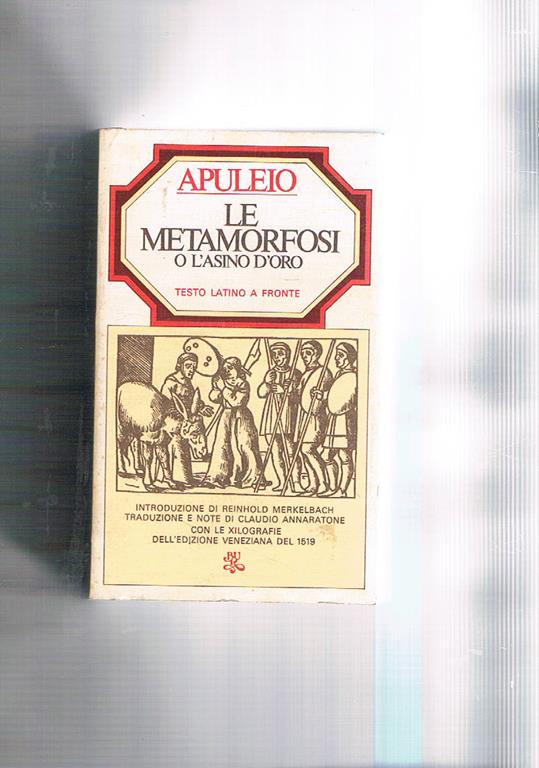 APULEIO
LE
METAMORFOSI
O L'ASINO D'ORO
TESTO LATINO A FRONTE
INTRODUZIONE DI REINHOLD MERKELBACH
TRADUZIONE E NOTE DI CLAUDIO ANNARATONE
CON LE XILOGRAFIE
DELL'EDIZIONE VENEZIANA DEL 1519
BUR